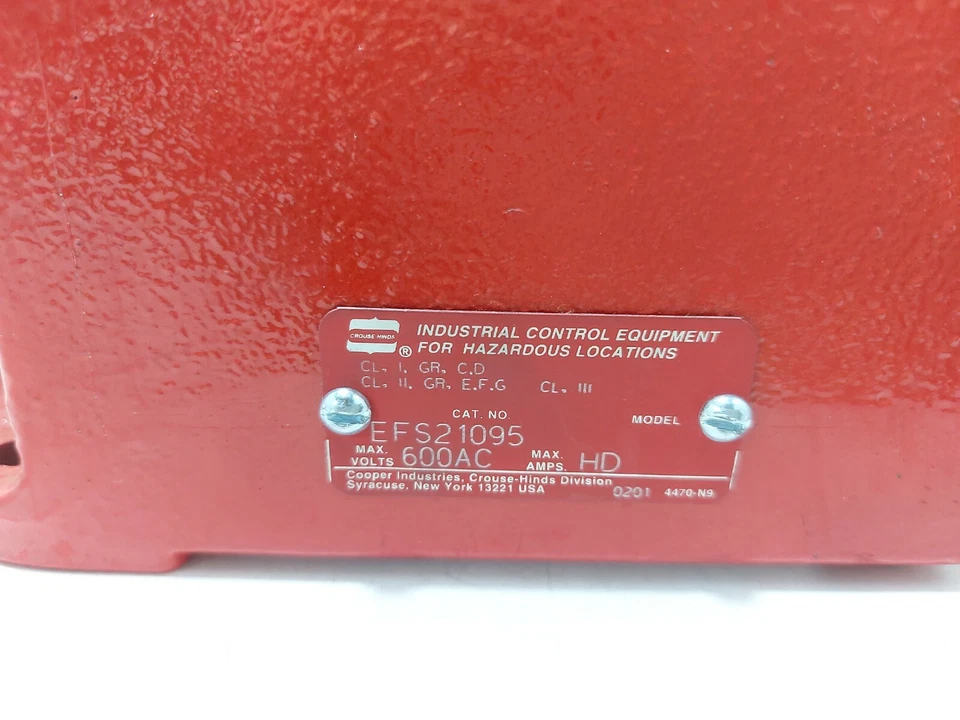 CROUSE-HINDS
®
INDUSTRIAL CONTROL EQUIPMENT
FOR HAZARDOUS LOCATIONS
CL. I. GR. C.D
CL. II. GR. E.F.G CL. III
CAT. NO.
MODEL
EFS21095
MAX. VOLTS 600AC MAX. AMPS. HD
Cooper Industries, Crouse-Hinds Division
Syracuse, New York 13221 USA 0201 4470-N9